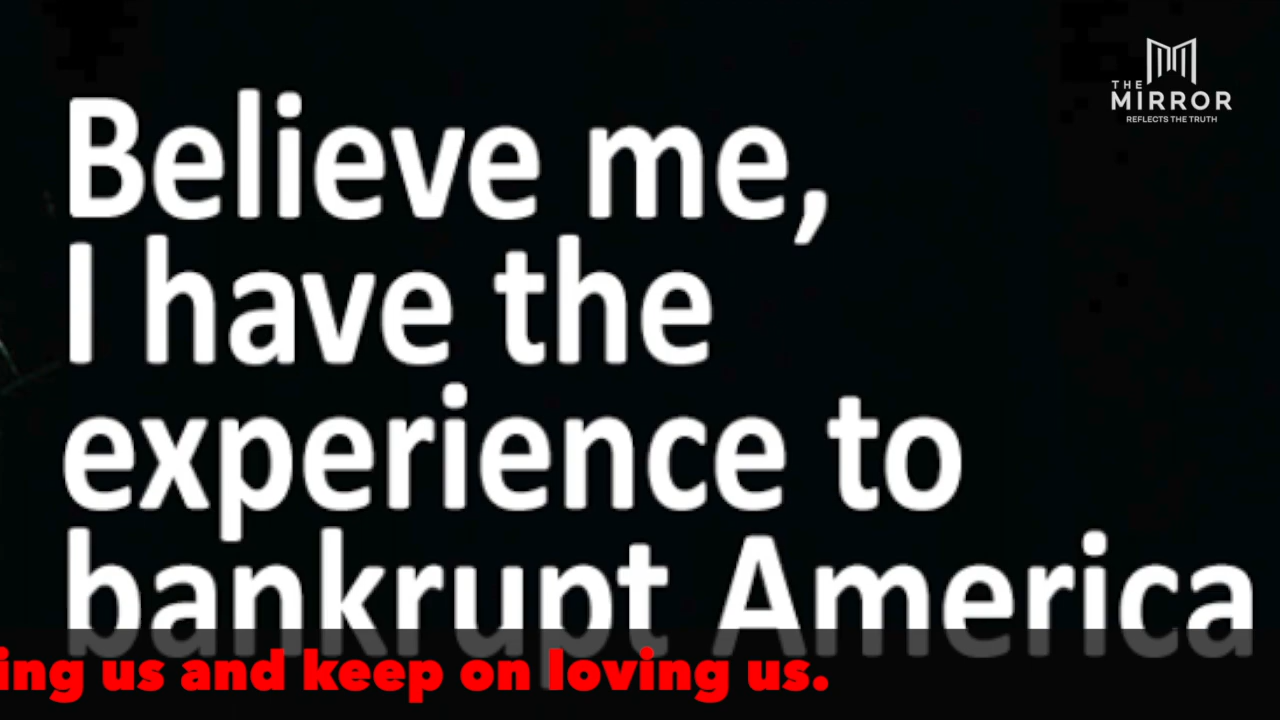 THE
MIRROR
REFLECTS THE TRUTH
Believe me,
I have the
experience to
bankrupt America
ing us and keep on loving us.